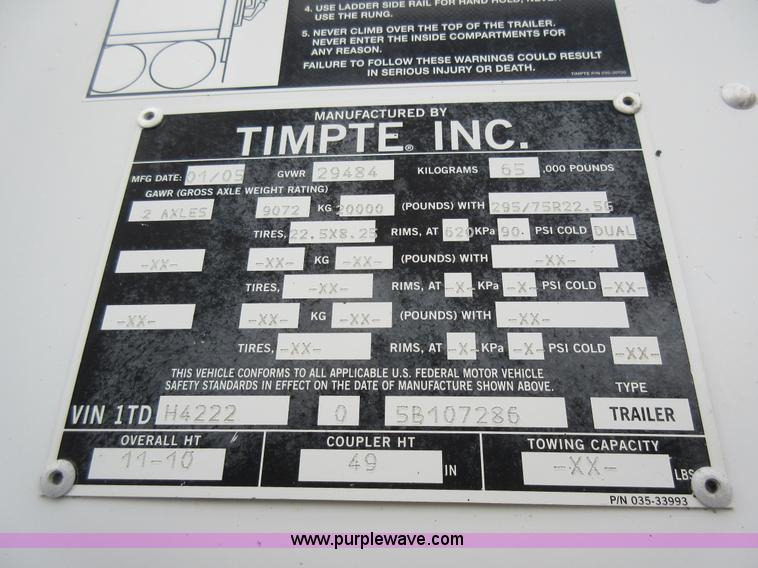 4. USE LADDER SIDE RAIL FOR HAND HOLD, NEVER
USE THE RUNG.
5. NEVER CLIMB OVER THE TOP OF THE TRAILER.
NEVER ENTER THE INSIDE COMPARTMENTS FOR
ANY REASON.
FAILURE TO FOLLOW THESE WARNINGS COULD RESULT
IN SERIOUS INJURY OR DEATH.
TIMPTE P/N
MANUFACTURED BY
TIMPTE® INC.
MFG DATE: 01/05 GVWR 29484 KILOGRAMS 65 ,000 POUNDS
GAWR (GROSS AXLE WEIGHT RATING)
2 AXLES 9072 KG 20000 (POUNDS) WITH 295/75R22.5G
TIRES, 22.5X8.25 RIMS, AT 620 KPa 90. PSI COLD DUAL
-XX- -XX- KG -XX- (POUNDS) WITH -XX-
TIRES, -XX- RIMS, AT -X- KPa -X- PSI COLD -XX-
-XX- -XX- KG -XX- (POUNDS) WITH -XX-
TIRES, -XX- RIMS, AT -X- KPa -X- PSI COLD -XX-
THIS VEHICLE CONFORMS TO ALL APPLICABLE U.S. FEDERAL MOTOR VEHICLE
SAFETY STANDARDS IN EFFECT ON THE DATE OF MANUFACTURE SHOWN ABOVE. TYPE
VIN 1TD H4222 0 5B107286 TRAILER
OVERALL HT COUPLER HT TOWING CAPACITY
11-10 49 IN -XX- LBS
P/N 035-33993
www.purplewave.com